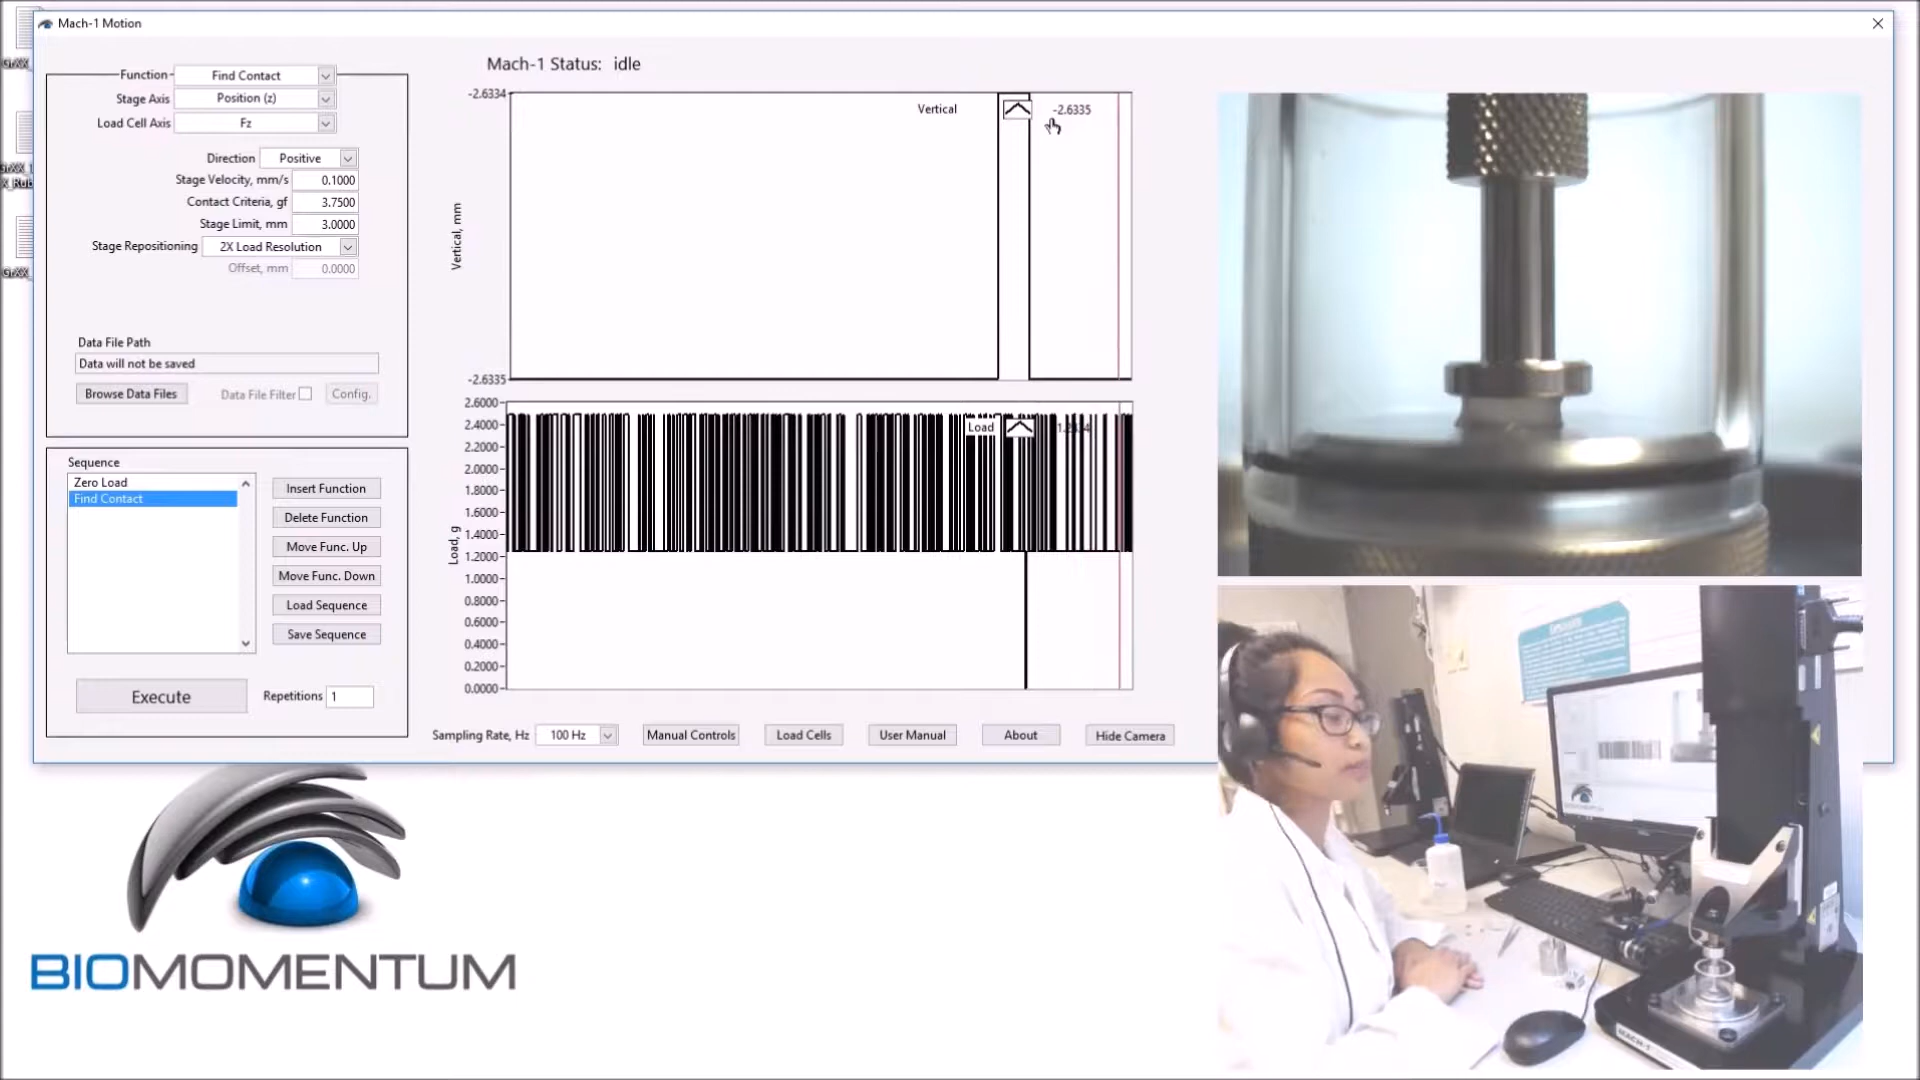 Mach-1 Motion
Function
Find Contact
Stage Axis
Position (z)
Load Cell Axis
Fz
Direction
Positive
Stage Velocity, mm/s
0.1000
Contact Criteria, gf
3.7500
Stage Limit, mm
3.0000
Stage Repositioning
2X Load Resolution
Offset, mm
0.0000
Data File Path
Data will not be saved
Browse Data Files
Data File Filter
Config.
Sequence
Zero Load
Find Contact
Insert Function
Delete Function
Move Func. Up
Move Func. Down
Load Sequence
Save Sequence
Execute
Repetitions
1
Mach-1 Status: idle
-2.6334
Vertical
-2.6335
Vertical, mm
-2.6335
2.6000
2.4000
Load
2.2000
2.0000
1.8000
1.6000
1.4000
1.2000
1.0000
0.8000
0.6000
0.4000
0.2000
0.0000
Load, g
Sampling Rate, Hz
100 Hz
Manual Controls
Load Cells
User Manual
About
Hide Camera
BIOMOMENTUM
MACH-1